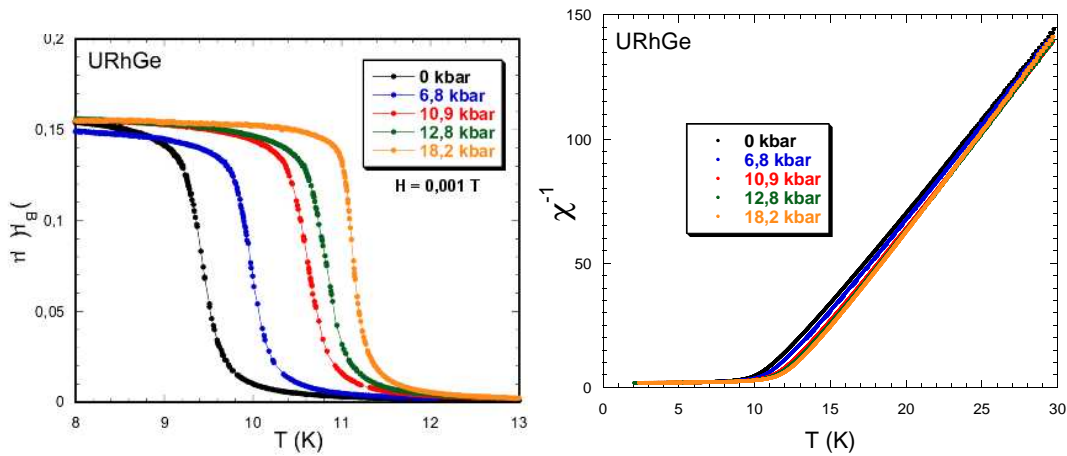 0,2
URhGe
0 kbar
6,8 kbar
10,9 kbar
12,8 kbar
18,2 kbar
H = 0,001 T
0,15
0,1
0,05
0
μ (μB)
8 9 10 11 12 13
T (K)
150
URhGe
0 kbar
6,8 kbar
10,9 kbar
12,8 kbar
18,2 kbar
100
50
0
χ-1
0 5 10 15 20 25 30
T (K)